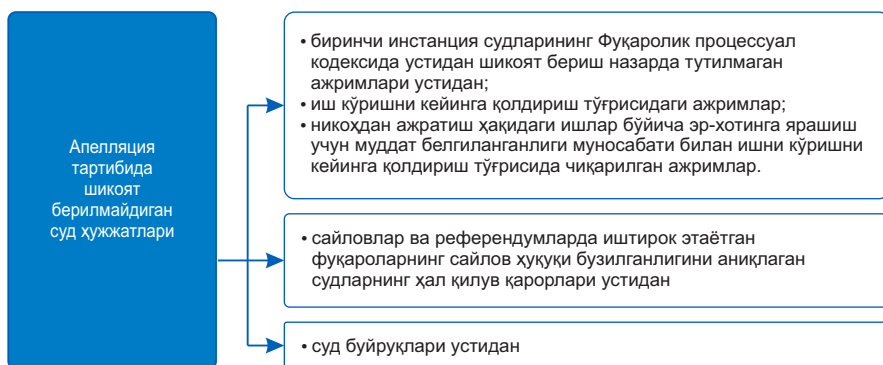 Апелляция
тартибида
шикоят
берилмайдиган
суд ҳужжатлари
• биринчи инстанция судларининг Фуқаролик процессуал
кодексида устидан шикоят бериш назарда тутилмаган
ажримлари устидан;
• иш кўришни кейинга қолдириш тўғрисидаги ажримлар;
• никоҳдан ажратиш ҳақидаги ишлар бўйича эр-хотинга ярашиш
учун муддат белгиланганлиги муносабати билан ишни кўришни
кейинга қолдириш тўғрисида чиқарилган ажримлар.
• сайловлар ва референдумларда иштирок этаётган
фуқароларнинг сайлов ҳуқуқи бузилганлигини аниқлаган
судларнинг ҳал қилув қарорлари устидан
• суд буйруқлари устидан